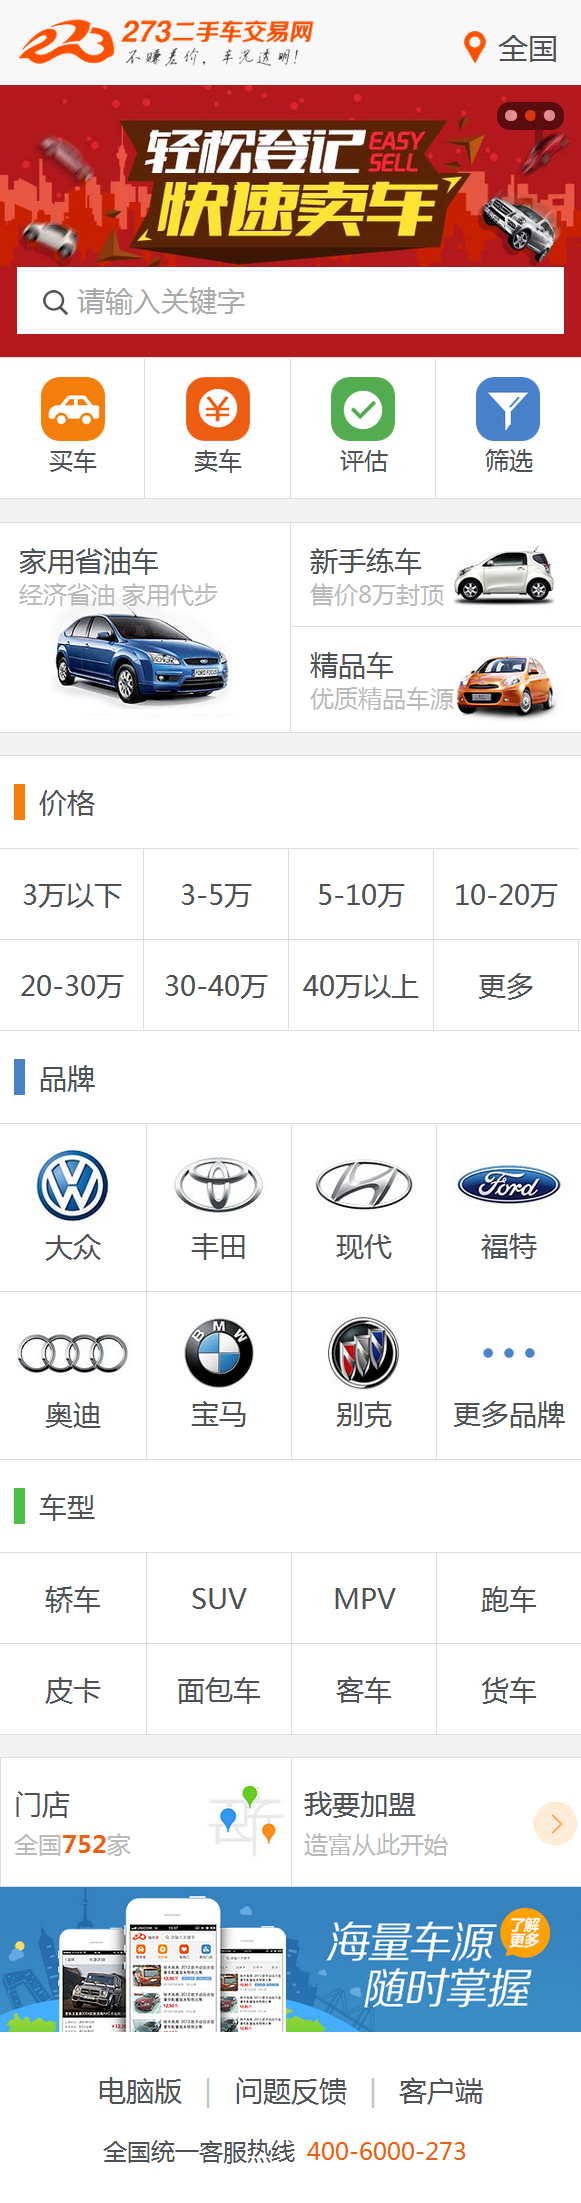 273二手车交易网
不赚差价，车况透明！
全国
轻松登记 EASY SELL
快速卖车
请输入关键字
买车 卖车 评估 筛选
家用省油车
经济省油 家用代步
新手练车
售价8万封顶
精品车
优质精品车源
价格
3万以下 3-5万 5-10万 10-20万
20-30万 30-40万 40万以上 更多
品牌
Ford
大众 丰田 现代 福特
BMW
奥迪 宝马 别克 更多品牌
车型
轿车 SUV MPV 跑车
皮卡 面包车 客车 货车
门店
全国752家
我要加盟
造富从此开始
海量车源
了解更多
随时掌握
电脑版 | 问题反馈 | 客户端
全国统一客服热线 400-6000-273